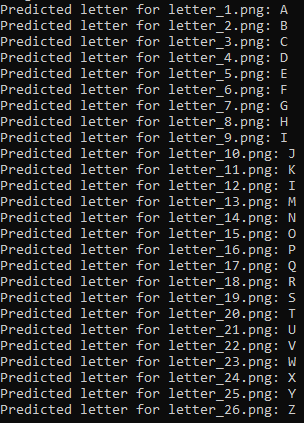 Predicted letter for letter_1.png: A
Predicted letter for letter_2.png: B
Predicted letter for letter_3.png: C
Predicted letter for letter_4.png: D
Predicted letter for letter_5.png: E
Predicted letter for letter_6.png: F
Predicted letter for letter_7.png: G
Predicted letter for letter_8.png: H
Predicted letter for letter_9.png: I
Predicted letter for letter_10.png: J
Predicted letter for letter_11.png: K
Predicted letter for letter_12.png: I
Predicted letter for letter_13.png: M
Predicted letter for letter_14.png: N
Predicted letter for letter_15.png: O
Predicted letter for letter_16.png: P
Predicted letter for letter_17.png: Q
Predicted letter for letter_18.png: R
Predicted letter for letter_19.png: S
Predicted letter for letter_20.png: T
Predicted letter for letter_21.png: U
Predicted letter for letter_22.png: V
Predicted letter for letter_23.png: W
Predicted letter for letter_24.png: X
Predicted letter for letter_25.png: Y
Predicted letter for letter_26.png: Z